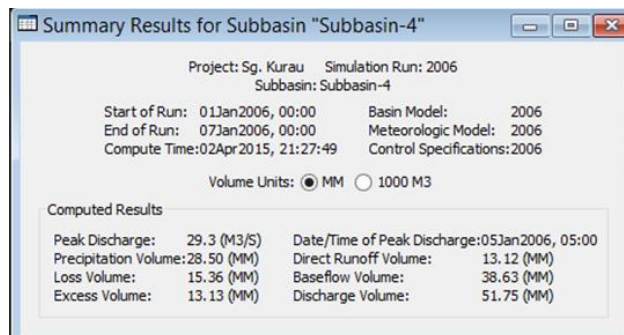 Summary Results for Subbasin "Subbasin-4"
Project: Sg. Kurau Simulation Run: 2006
Subbasin: Subbasin-4
Start of Run: 01Jan2006, 00:00 Basin Model: 2006
End of Run: 07Jan2006, 00:00 Meteorologic Model: 2006
Compute Time:02Apr2015, 21:27:49 Control Specifications:2006
Volume Units: MM 1000 M3
Computed Results
Peak Discharge: 29.3 (M3/S) Date/Time of Peak Discharge:05Jan2006, 05:00
Precipitation Volume:28.50 (MM) Direct Runoff Volume: 13.12 (MM)
Loss Volume: 15.36 (MM) Baseflow Volume: 38.63 (MM)
Excess Volume: 13.13 (MM) Discharge Volume: 51.75 (MM)